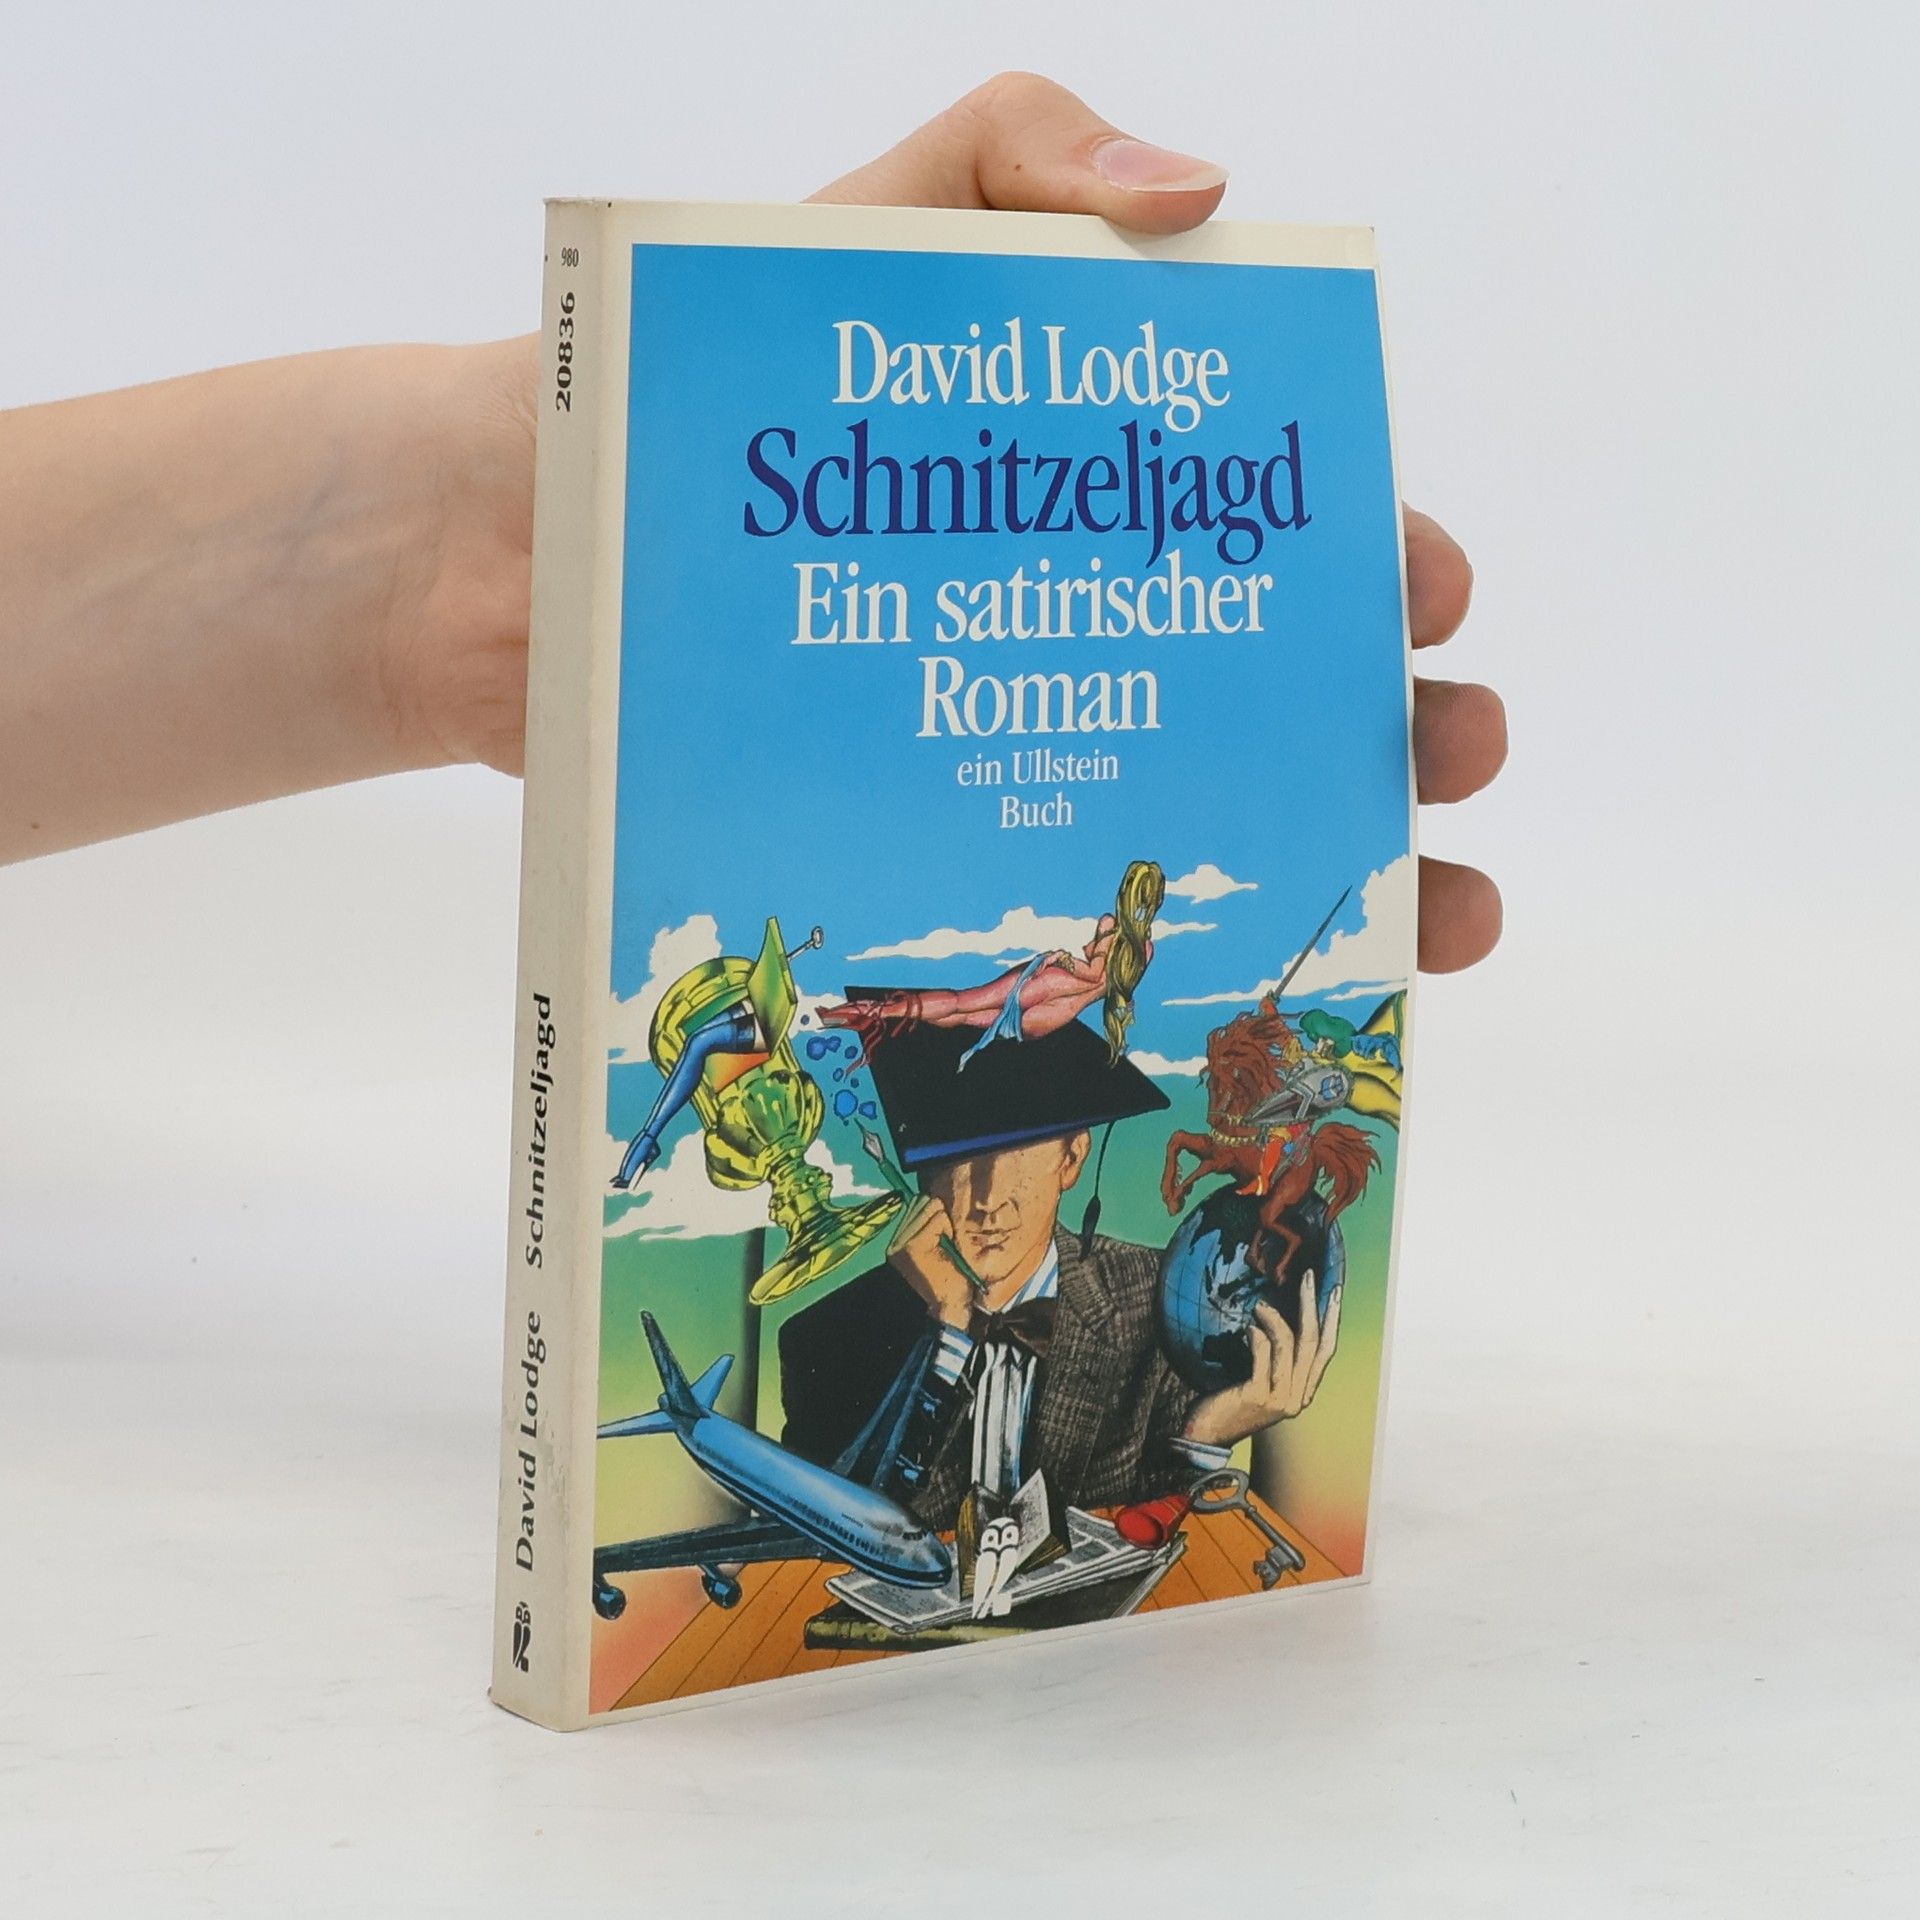 David Lodge
Schnitzeljagd
Ein satirischer
Roman
ein Ullstein
Buch
980
20836
David Lodge Schnitzeljagd